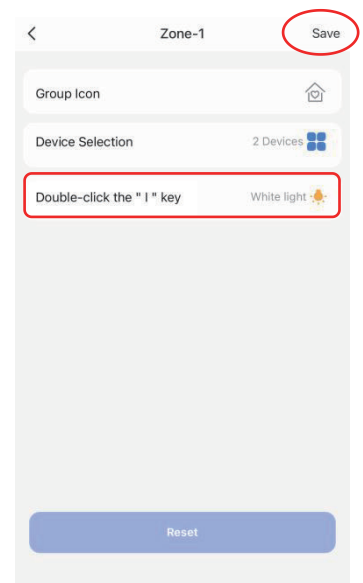 Zone-1 Save
Group Icon
Device Selection 2 Devices
Double-click the " I " key White light
Reset